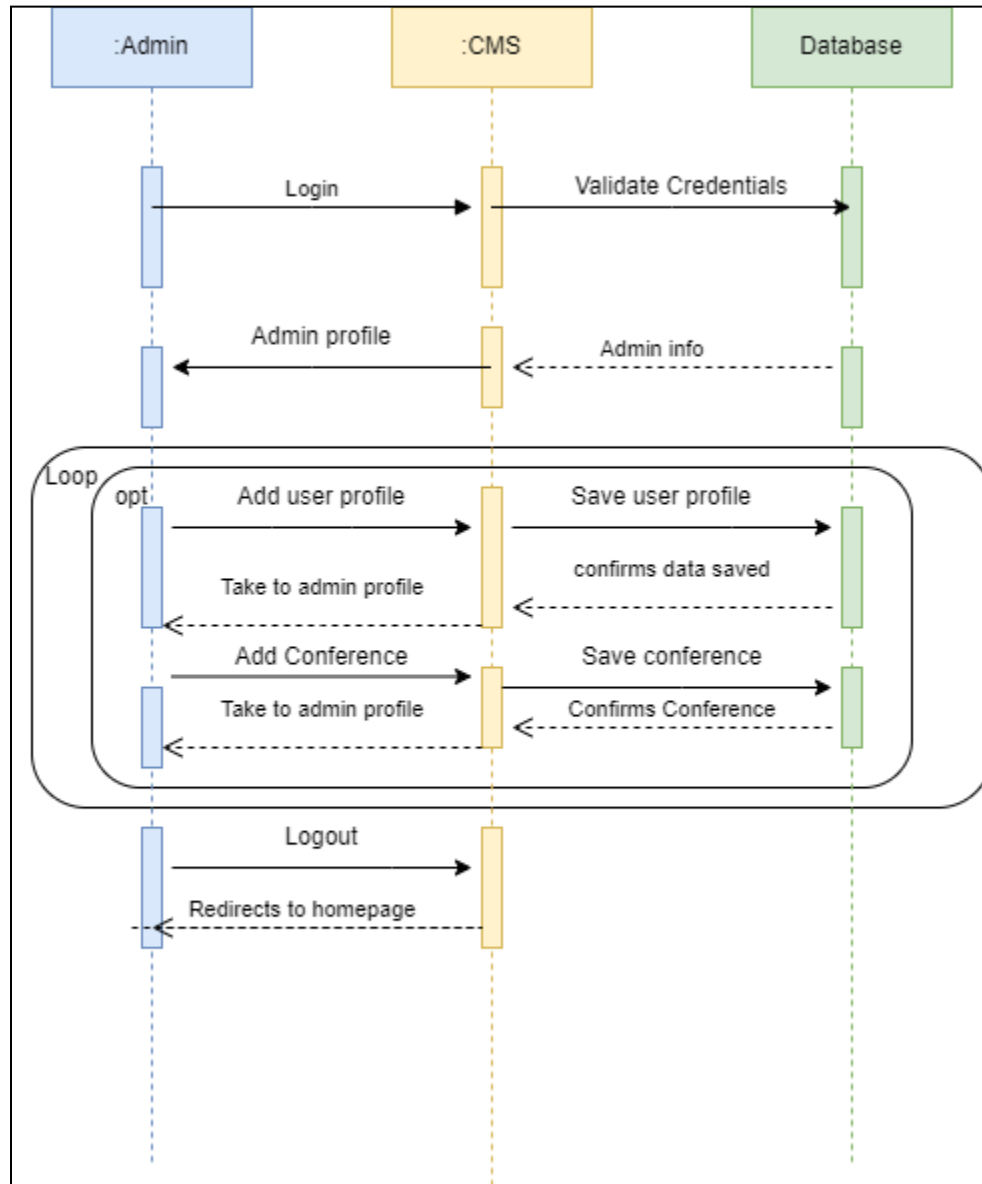 :Admin
:CMS
Database
Login
Validate Credentials
Admin profile
Admin info
Loop
opt
Add user profile
Save user profile
confirms data saved
Take to admin profile
Add Conference
Save conference
Take to admin profile
Confirms Conference
Logout
Redirects to homepage